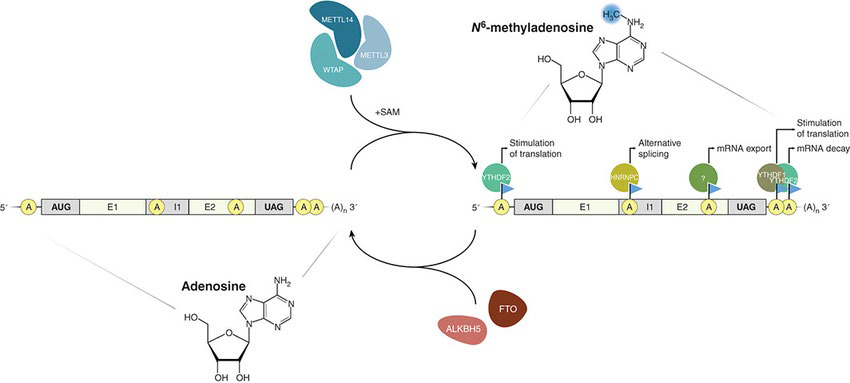 METTL14
METTL3
WTAP
+SAM
N6-methyladenosine
H3C
NH2
N
N
N
N
HO
O
OH
OH
Stimulation
of translation
Alternative
splicing
mRNA export
Stimulation
of translation
mRNA decay
YTHDF2
HNRNPC
?
YTHDF1
YTHDF2
5′ A AUG E1 A I1 E2 A UAG A A (A)n 3′
5′ A AUG E1 A I1 E2 A UAG A A (A)n 3′
Adenosine
NH2
N
N
N
N
HO
O
OH
OH
FTO
ALKBH5